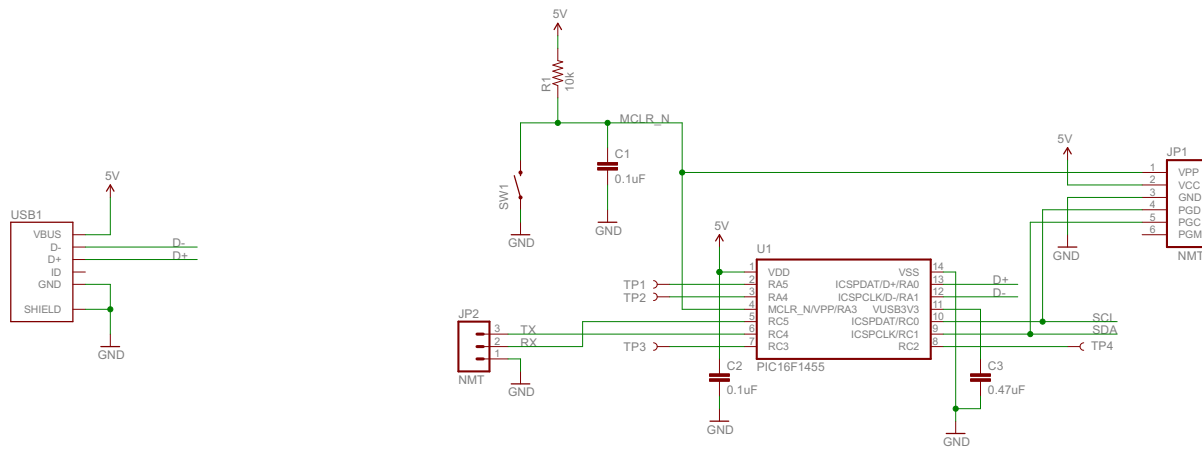 5V
R1
10k
MCLR_N
C1
0.1uF
SW1
GND
GND
5V
JP1
1 VPP
2 VCC
3 GND
4 PGD
5 PGC
6 PGM
NMT
GND
5V
USB1
VBUS
D- D-
D+ D+
ID
GND
SHIELD
GND
5V
U1
1 VDD VSS 14
TP1 2 RA5 ICSPDAT/D+/RA0 13 D+
TP2 3 RA4 ICSPCLK/D-/RA1 12 D-
4 MCLR_N/VPP/RA3 VUSB3V3 11
5 RC5 ICSPDAT/RC0 10 SCL
6 RC4 ICSPCLK/RC1 9 SDA
TP3 7 RC3 RC2 8 TP4
PIC16F1455
JP2
3 TX
2 RX
1
NMT
GND
C2
0.1uF
GND
C3
0.47uF
GND